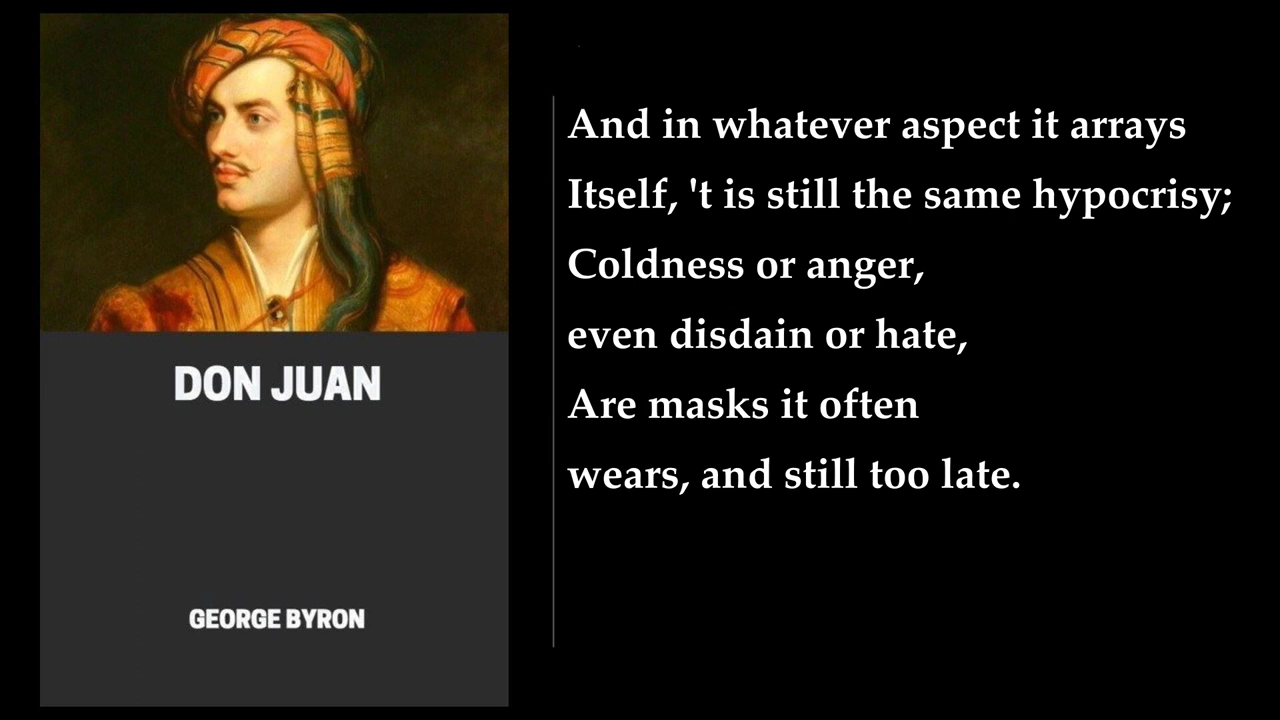 DON JUAN
GEORGE BYRON
And in whatever aspect it arrays
Itself, 't is still the same hypocrisy;
Coldness or anger,
even disdain or hate,
Are masks it often
wears, and still too late.